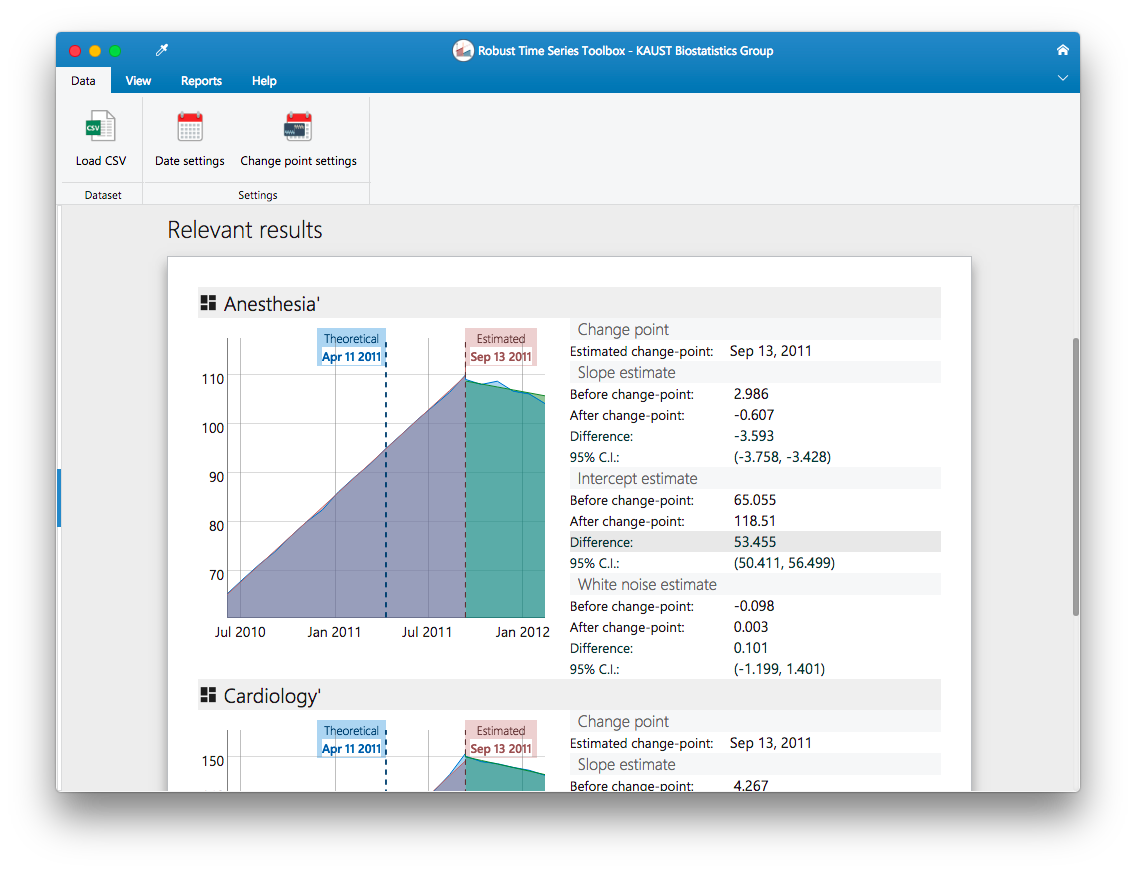 Robust Time Series Toolbox - KAUST Biostatistics Group
Data View Reports Help
CSV
Load CSV Date settings Change point settings
Dataset Settings
Relevant results
Anesthesia'
Theoretical
Apr 11 2011
Estimated
Sep 13 2011
110
100
90
80
70
Jul 2010 Jan 2011 Jul 2011 Jan 2012
Change point
Estimated change-point: Sep 13, 2011
Slope estimate
Before change-point: 2.986
After change-point: -0.607
Difference: -3.593
95% C.I.: (-3.758, -3.428)
Intercept estimate
Before change-point: 65.055
After change-point: 118.51
Difference: 53.455
95% C.I.: (50.411, 56.499)
White noise estimate
Before change-point: -0.098
After change-point: 0.003
Difference: 0.101
95% C.I.: (-1.199, 1.401)
Cardiology'
Theoretical
Apr 11 2011
Estimated
Sep 13 2011
150
Change point
Estimated change-point: Sep 13, 2011
Slope estimate
Before change-point: 4.267